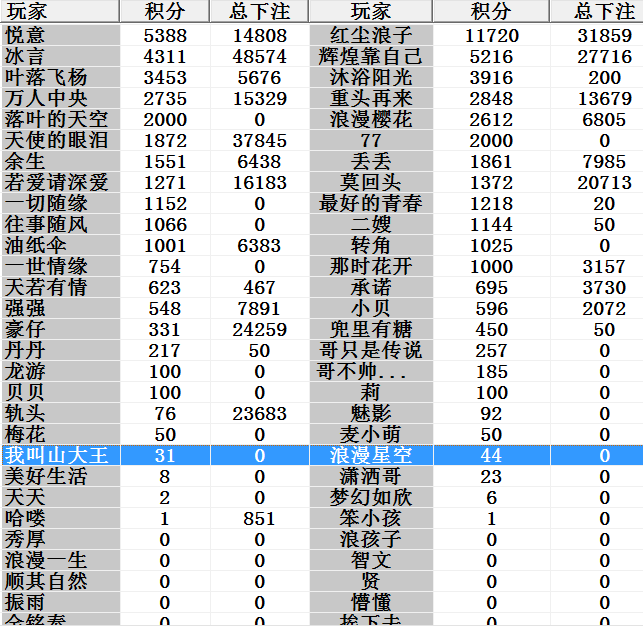 玩家 积分 总下注 玩家 积分 总下注
悦意 5388 14808 红尘浪子 11720 31859
冰言 4311 48574 辉煌靠自己 5216 27716
叶落飞杨 3453 5676 沐浴阳光 3916 200
万人中央 2735 15329 重头再来 2848 13679
落叶的天空 2000 0 浪漫樱花 2612 6805
天使的眼泪 1872 37845 77 2000 0
余生 1551 6438 丢丢 1861 7985
若爱请深爱 1271 16183 莫回头 1372 20713
一切随缘 1152 0 最好的青春 1218 20
往事随风 1066 0 二嫂 1144 50
油纸伞 1001 6383 转角 1025 0
一世情缘 754 0 那时花开 1000 3157
天若有情 623 467 承诺 695 3730
强强 548 7891 小贝 596 2072
豪仔 331 24259 兜里有糖 450 50
丹丹 217 50 哥只是传说 257 0
龙游 100 0 哥不帅... 185 0
贝贝 100 0 莉 100 0
轨头 76 23683 魅影 92 0
梅花 50 0 麦小萌 50 0
我叫山大王 31 0 浪漫星空 44 0
美好生活 8 0 潇洒哥 23 0
天天 2 0 梦幻如欣 6 0
哈喽 1 851 笨小孩 1 0
秀厚 0 0 浪孩子 0 0
浪漫一生 0 0 智文 0 0
顺其自然 0 0 贤 0 0
振雨 0 0 懵懂 0 0
0 0 0 0